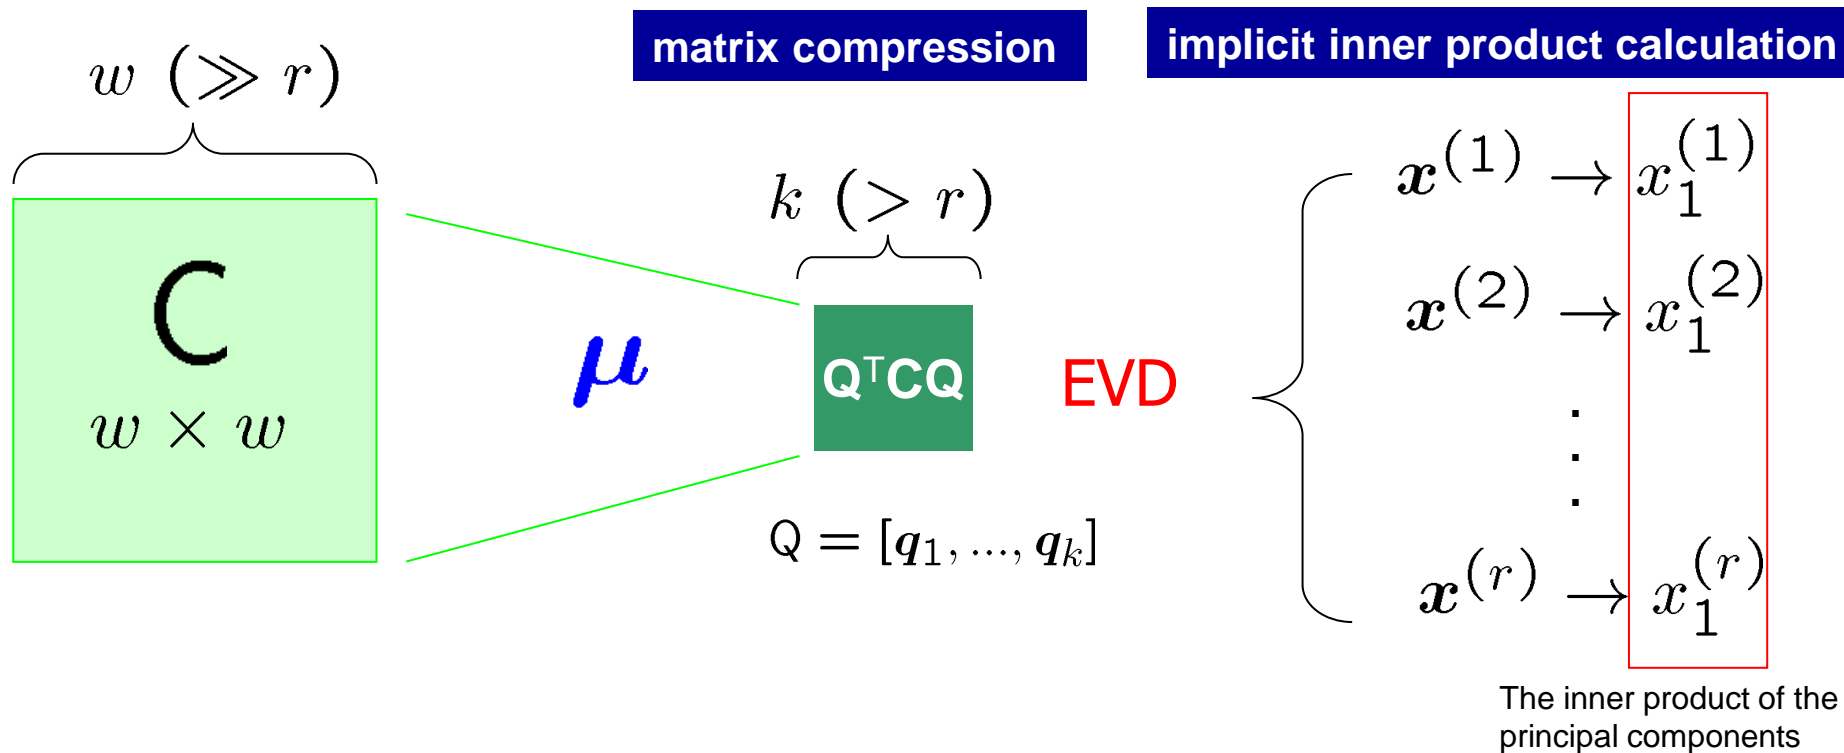 matrix compression
implicit inner product calculation
w (≫ r)
k (> r)
C
w × w
μ
QᵀCQ
Q = [q₁, ..., qₖ]
EVD
x⁽¹⁾ → x₁⁽¹⁾
x⁽²⁾ → x₁⁽²⁾
.
.
.
x⁽ʳ⁾ → x₁⁽ʳ⁾
The inner product of the
principal components